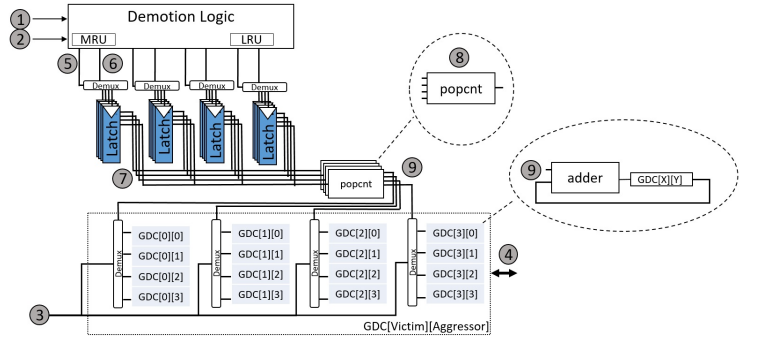 Demotion Logic
1
2
MRU
LRU
5
6
8
popcnt
Demux
Demux
Demux
Demux
Latch
Latch
Latch
Latch
7
9
popcnt
9
adder
GDC[X][Y]
Demux
GDC[0][0]
GDC[0][1]
GDC[0][2]
GDC[0][3]
Demux
GDC[1][0]
GDC[1][1]
GDC[1][2]
GDC[1][3]
Demux
GDC[2][0]
GDC[2][1]
GDC[2][2]
GDC[2][3]
Demux
GDC[3][0]
GDC[3][1]
GDC[3][2]
GDC[3][3]
4
3
GDC[Victim][Aggressor]